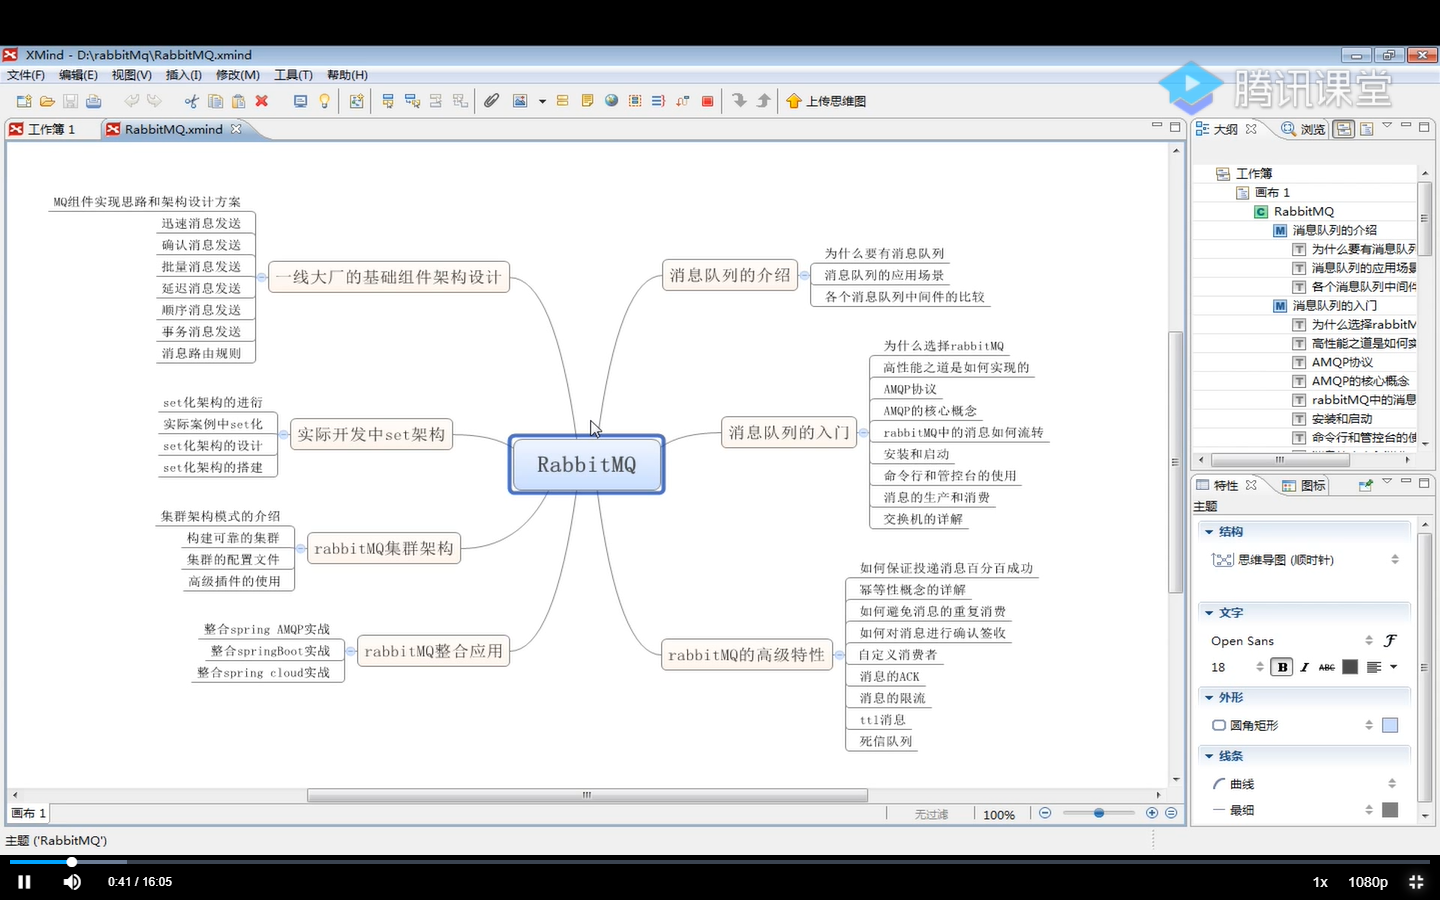 XMind - D:\rabbitMq\RabbitMQ.xmind
文件(F) 编辑(E) 视图(V) 插入(I) 修改(M) 工具(T) 帮助(H)
上传思维图
腾讯课堂
工作簿 1
RabbitMQ.xmind
MQ组件实现思路和架构设计方案
迅速消息发送
确认消息发送
批量消息发送
延迟消息发送
顺序消息发送
事务消息发送
消息路由规则
一线大厂的基础组件架构设计
set化架构的进衍
实际案例中set化
set化架构的设计
set化架构的搭建
实际开发中set架构
集群架构模式的介绍
构建可靠的集群
集群的配置文件
高级插件的使用
rabbitMQ集群架构
整合spring AMQP实战
整合springBoot实战
整合spring cloud实战
rabbitMQ整合应用
RabbitMQ
消息队列的介绍
为什么要有消息队列
消息队列的应用场景
各个消息队列中间件的比较
消息队列的入门
为什么选择rabbitMQ
高性能之道是如何实现的
AMQP协议
AMQP的核心概念
rabbitMQ中的消息如何流转
安装和启动
命令行和管控台的使用
消息的生产和消费
交换机的详解
rabbitMQ的高级特性
如何保证投递消息百分百成功
幂等性概念的详解
如何避免消息的重复消费
如何对消息进行确认签收
自定义消费者
消息的ACK
消息的限流
ttl消息
死信队列
大纲
浏览
工作簿
画布 1
RabbitMQ
消息队列的介绍
为什么要有消息队列
消息队列的应用场景
各个消息队列中间件
消息队列的入门
为什么选择rabbitM
高性能之道是如何实
AMQP协议
AMQP的核心概念
rabbitMQ中的消息
安装和启动
命令行和管控台的使
特性
图标
主题
结构
思维导图 (顺时针)
文字
Open Sans
18 B I ABC
外形
圆角矩形
线条
曲线
最细
画布 1
无过滤
100%
主题 ('RabbitMQ')
0:41 / 16:05
1x
1080p